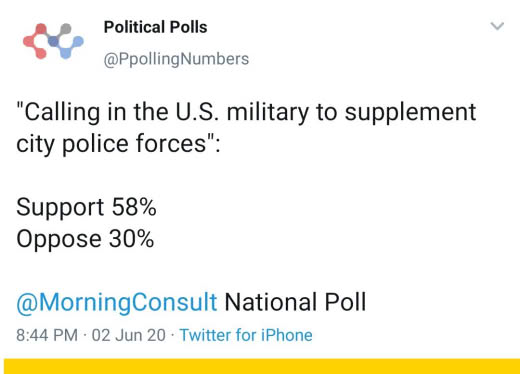 Political Polls
@PpollingNumbers
"Calling in the U.S. military to supplement
city police forces":
Support 58%
Oppose 30%
@MorningConsult National Poll
8:44 PM · 02 Jun 20 · Twitter for iPhone